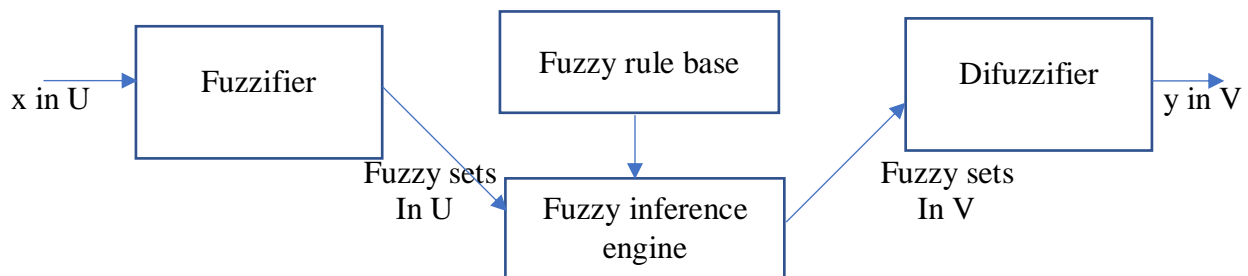 x in U
Fuzzifier
Fuzzy rule base
Difuzzifier
y in V
Fuzzy sets
In U
Fuzzy inference
engine
Fuzzy sets
In V